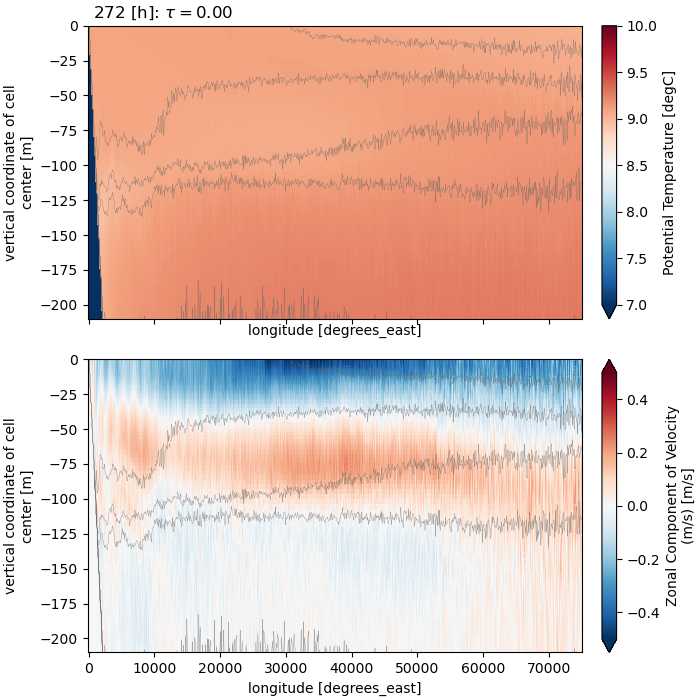 272 [h]: τ = 0.00
0
−25
−50
−75
−100
−125
−150
−175
−200
vertical coordinate of cell
center [m]
longitude [degrees_east]
10.0
9.5
9.0
8.5
8.0
7.5
7.0
Potential Temperature [degC]
0
−25
−50
−75
−100
−125
−150
−175
−200
vertical coordinate of cell
center [m]
0 10000 20000 30000 40000 50000 60000 70000
longitude [degrees_east]
0.4
0.2
0.0
−0.2
−0.4
Zonal Component of Velocity
(m/s) [m/s]